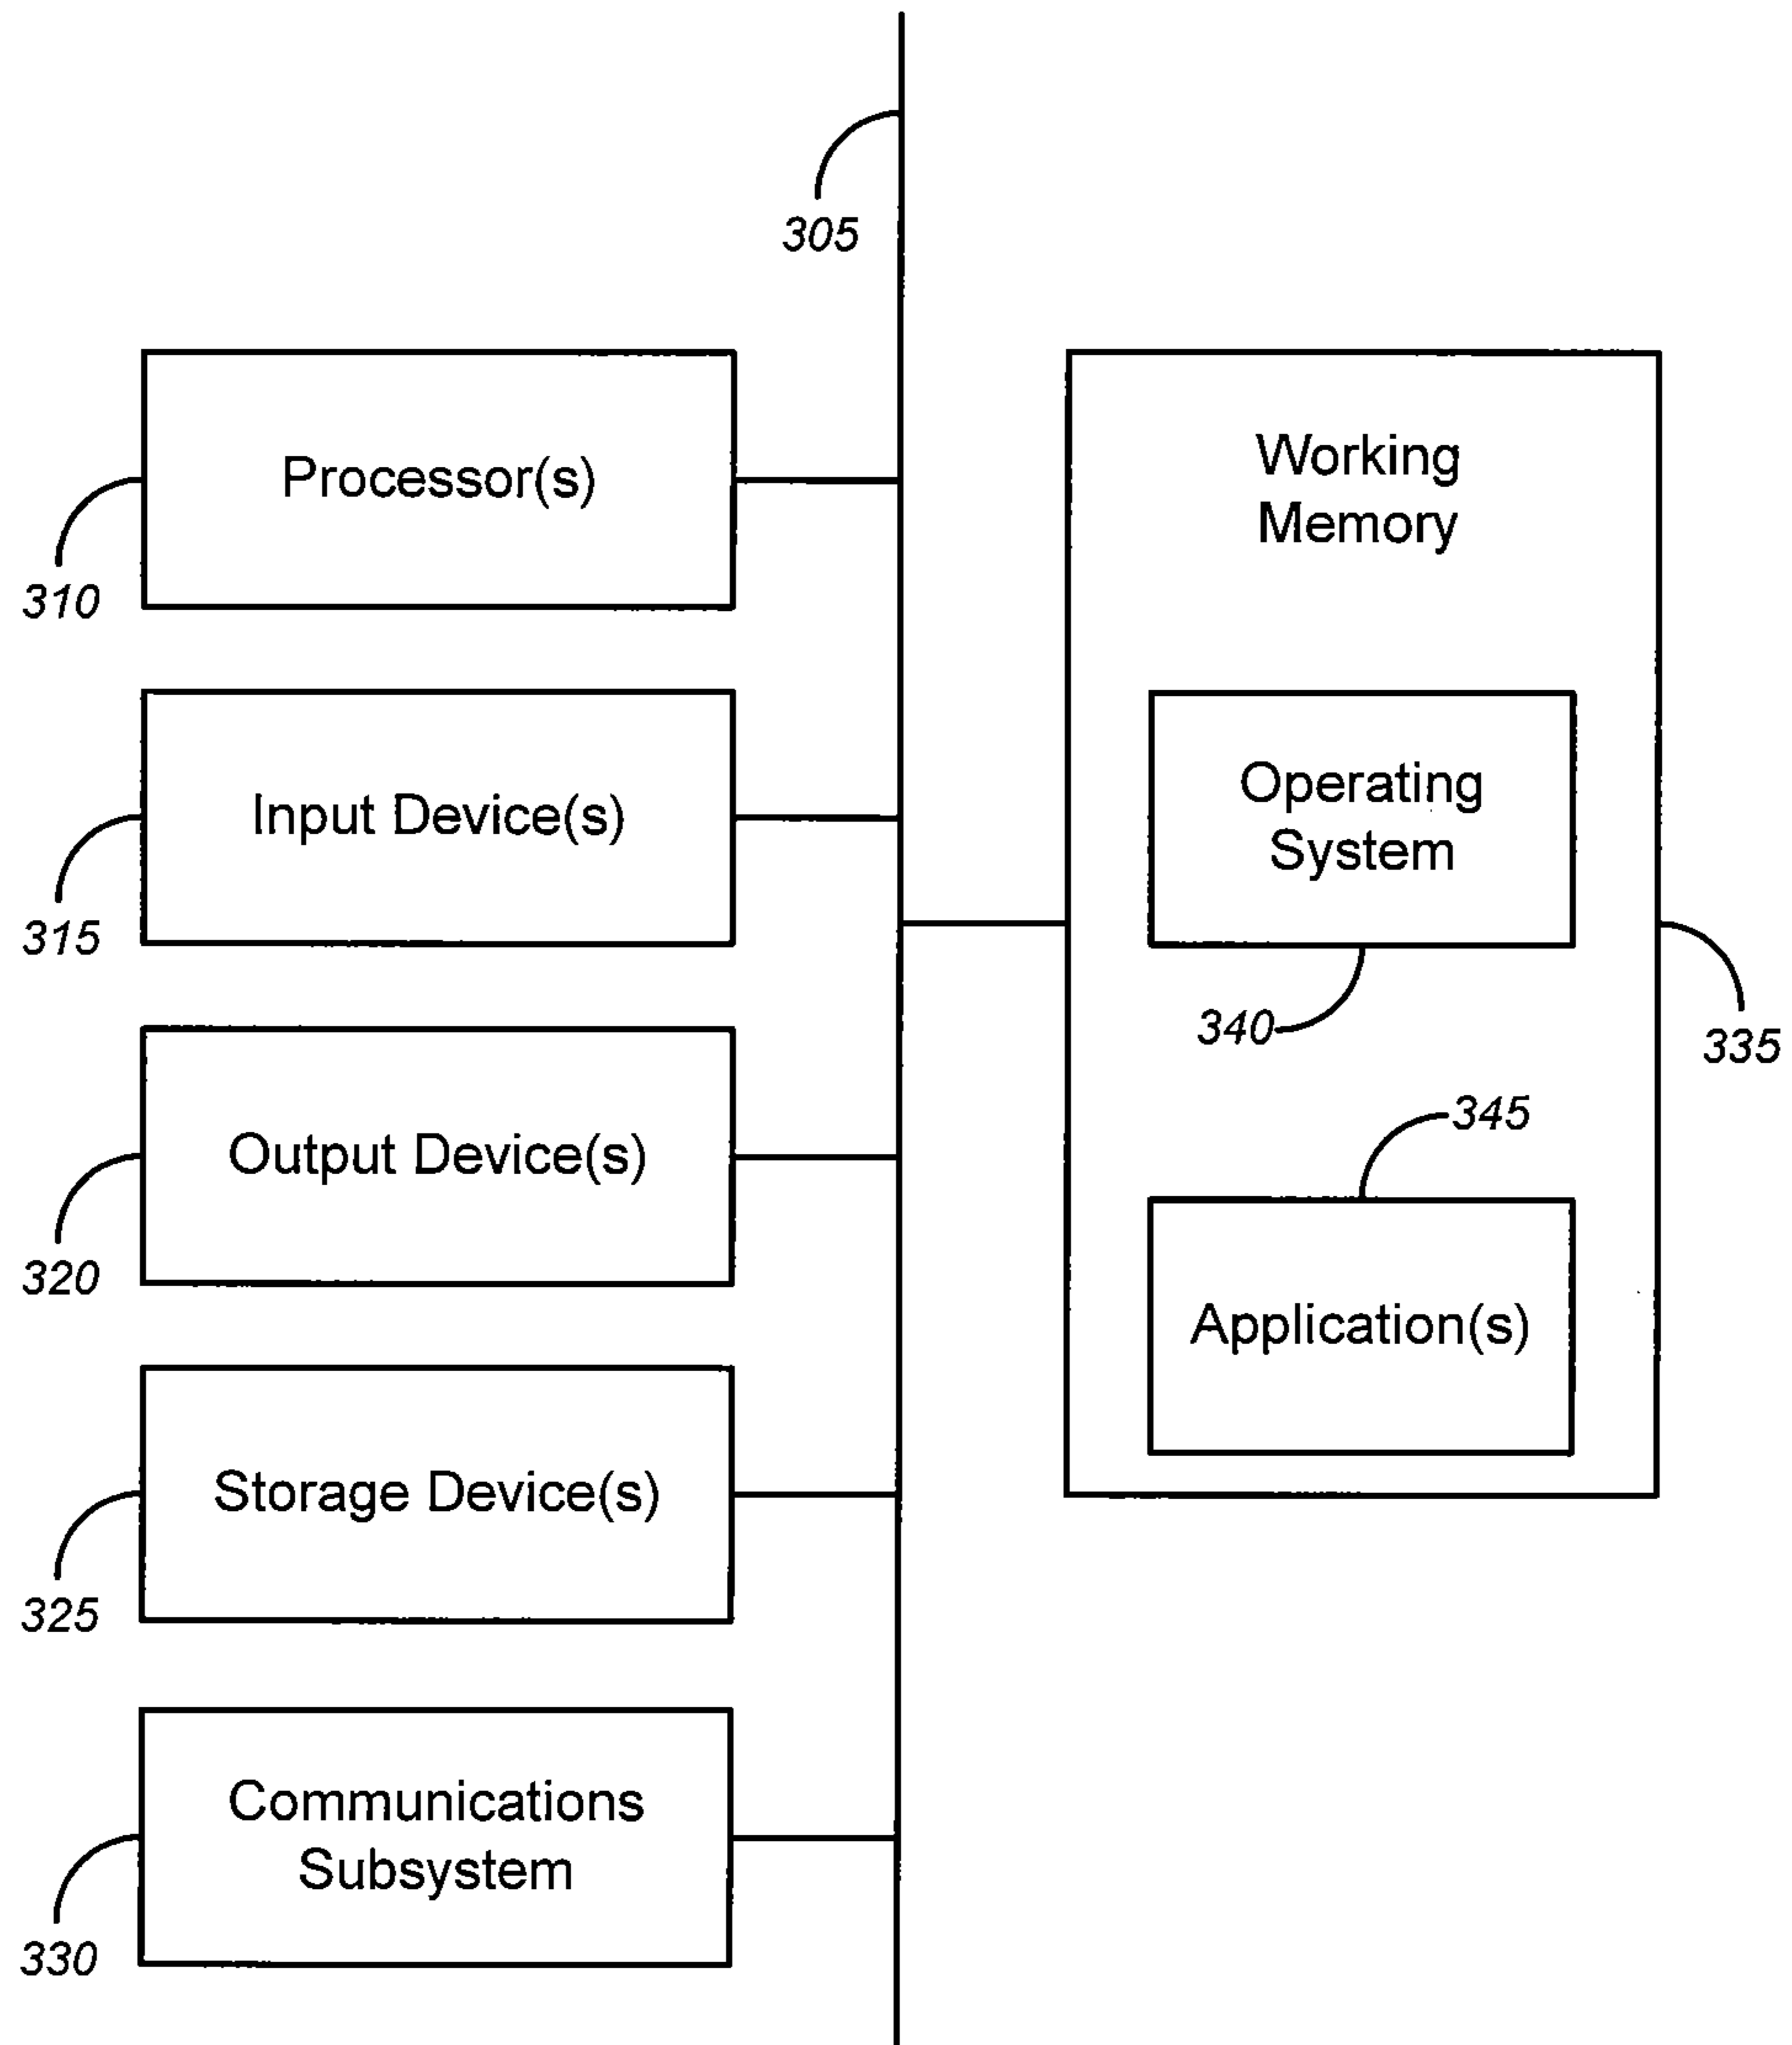 305
Processor(s)
310
Input Device(s)
315
Output Device(s)
320
Storage Device(s)
325
Communications
Subsystem
330
Working
Memory
Operating
System
340
335
345
Application(s)